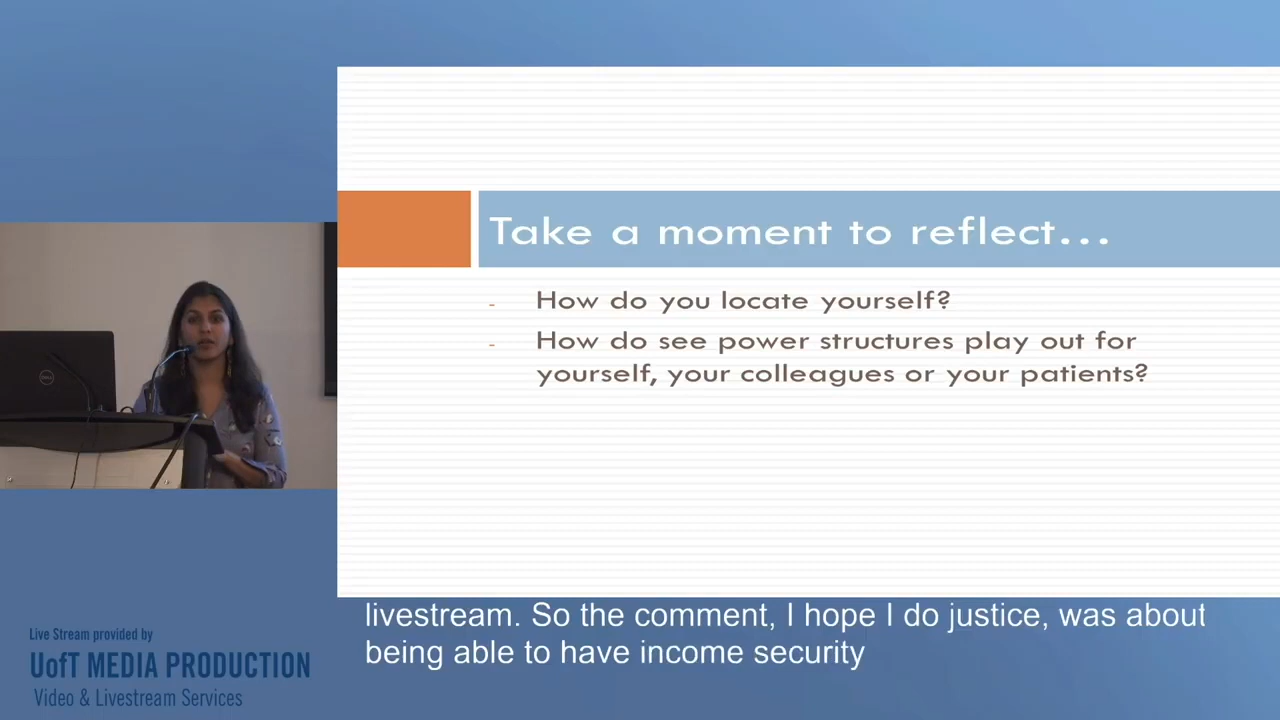 Take a moment to reflect...
- How do you locate yourself?
- How do see power structures play out for
yourself, your colleagues or your patients?
livestream. So the comment, I hope I do justice, was about
being able to have income security
Live Stream provided by
UofT MEDIA PRODUCTION
Video & Livestream Services
DELL